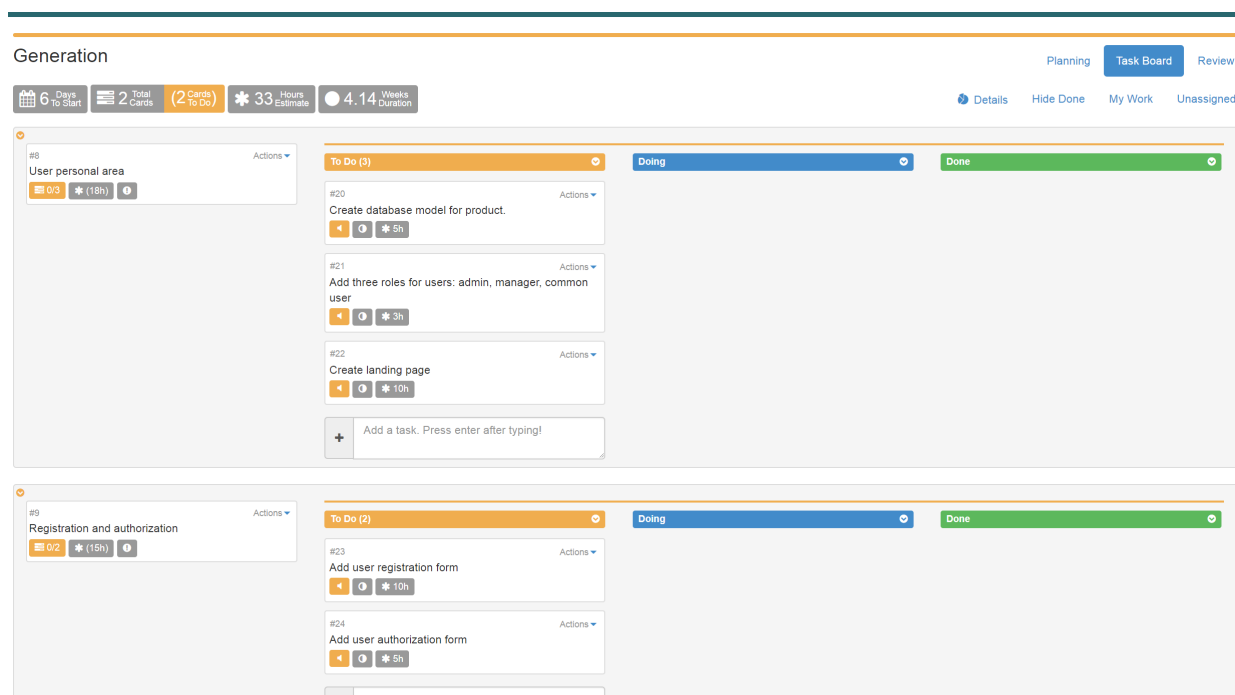 Generation
Planning Task Board Review
6 Days To Start 2 Total Cards (2 Cards To Do) 33 Hours Estimate 4.14 Weeks Duration
Details Hide Done My Work Unassigned
#8 Actions
User personal area
0/3 (18h)
To Do (3) Doing Done
#20 Actions
Create database model for product.
5h
#21 Actions
Add three roles for users: admin, manager, common
user
3h
#22 Actions
Create landing page
10h
+ Add a task. Press enter after typing!
#9 Actions
Registration and authorization
0/2 (15h)
To Do (2) Doing Done
#23 Actions
Add user registration form
10h
#24 Actions
Add user authorization form
5h